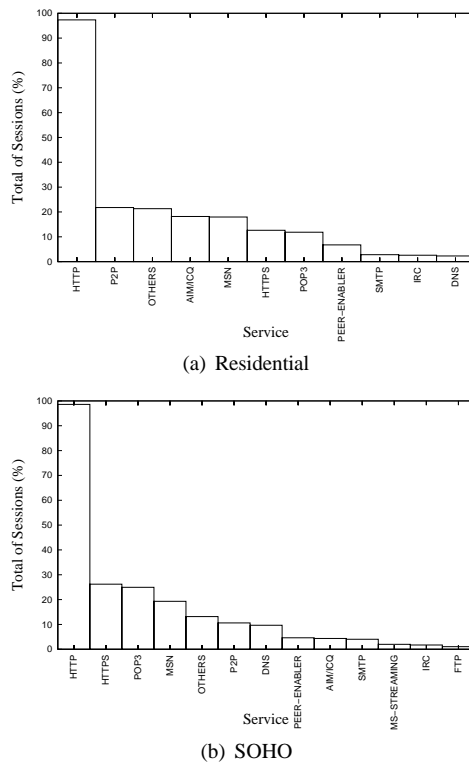 Total of Sessions (%)
100
90
80
70
60
50
40
30
20
10
0
HTTP
P2P
OTHERS
AIM/ICQ
MSN
HTTPS
POP3
PEER-ENABLER
SMTP
IRC
DNS
Service
(a) Residential
Total of Sessions (%)
100
90
80
70
60
50
40
30
20
10
0
HTTP
HTTPS
POP3
MSN
OTHERS
P2P
DNS
PEER-ENABLER
AIM/ICQ
SMTP
MS-STREAMING
IRC
FTP
Service
(b) SOHO